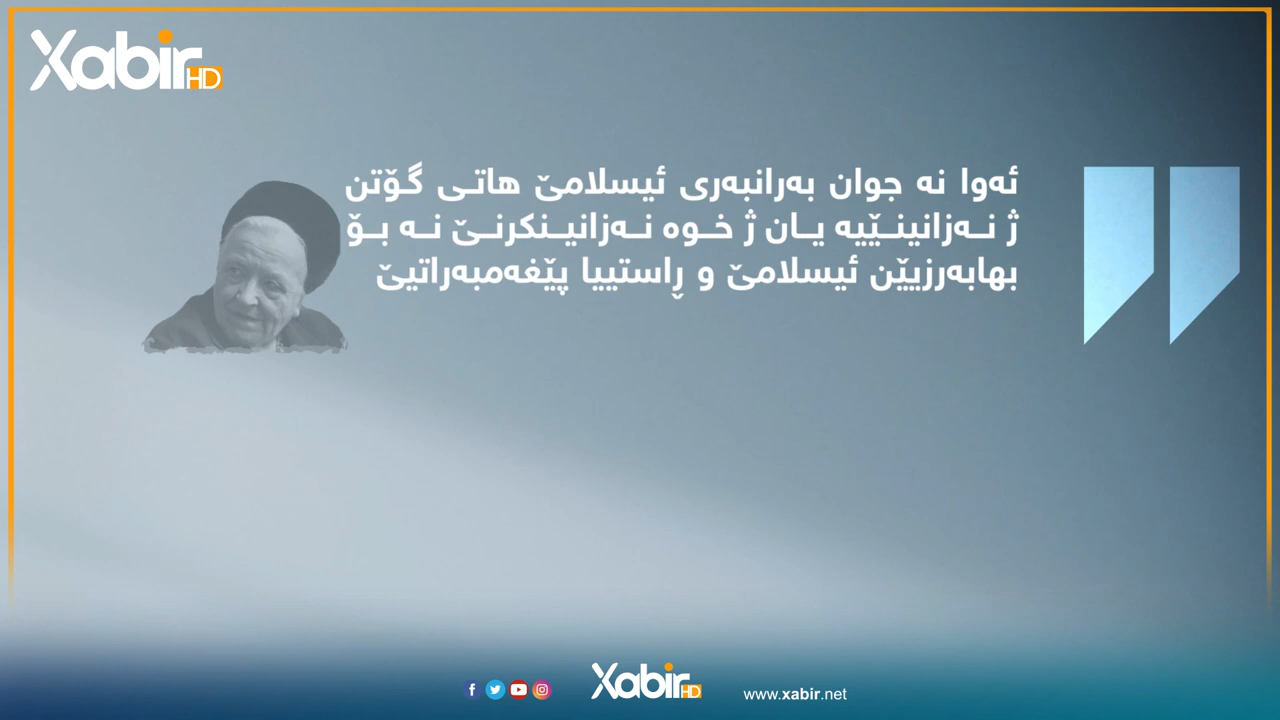 Xabir HD
ئەوا نە جوان بەرانبەری ئیسلامێ هاتی گۆتن
ژ نەزانینێیە یان ژ خوە نەزانینکرنێ نە بۆ
بهابەرزیێن ئیسلامێ و ڕاستییا پێغەمبەراتیێ
Xabir HD
www.xabir.net